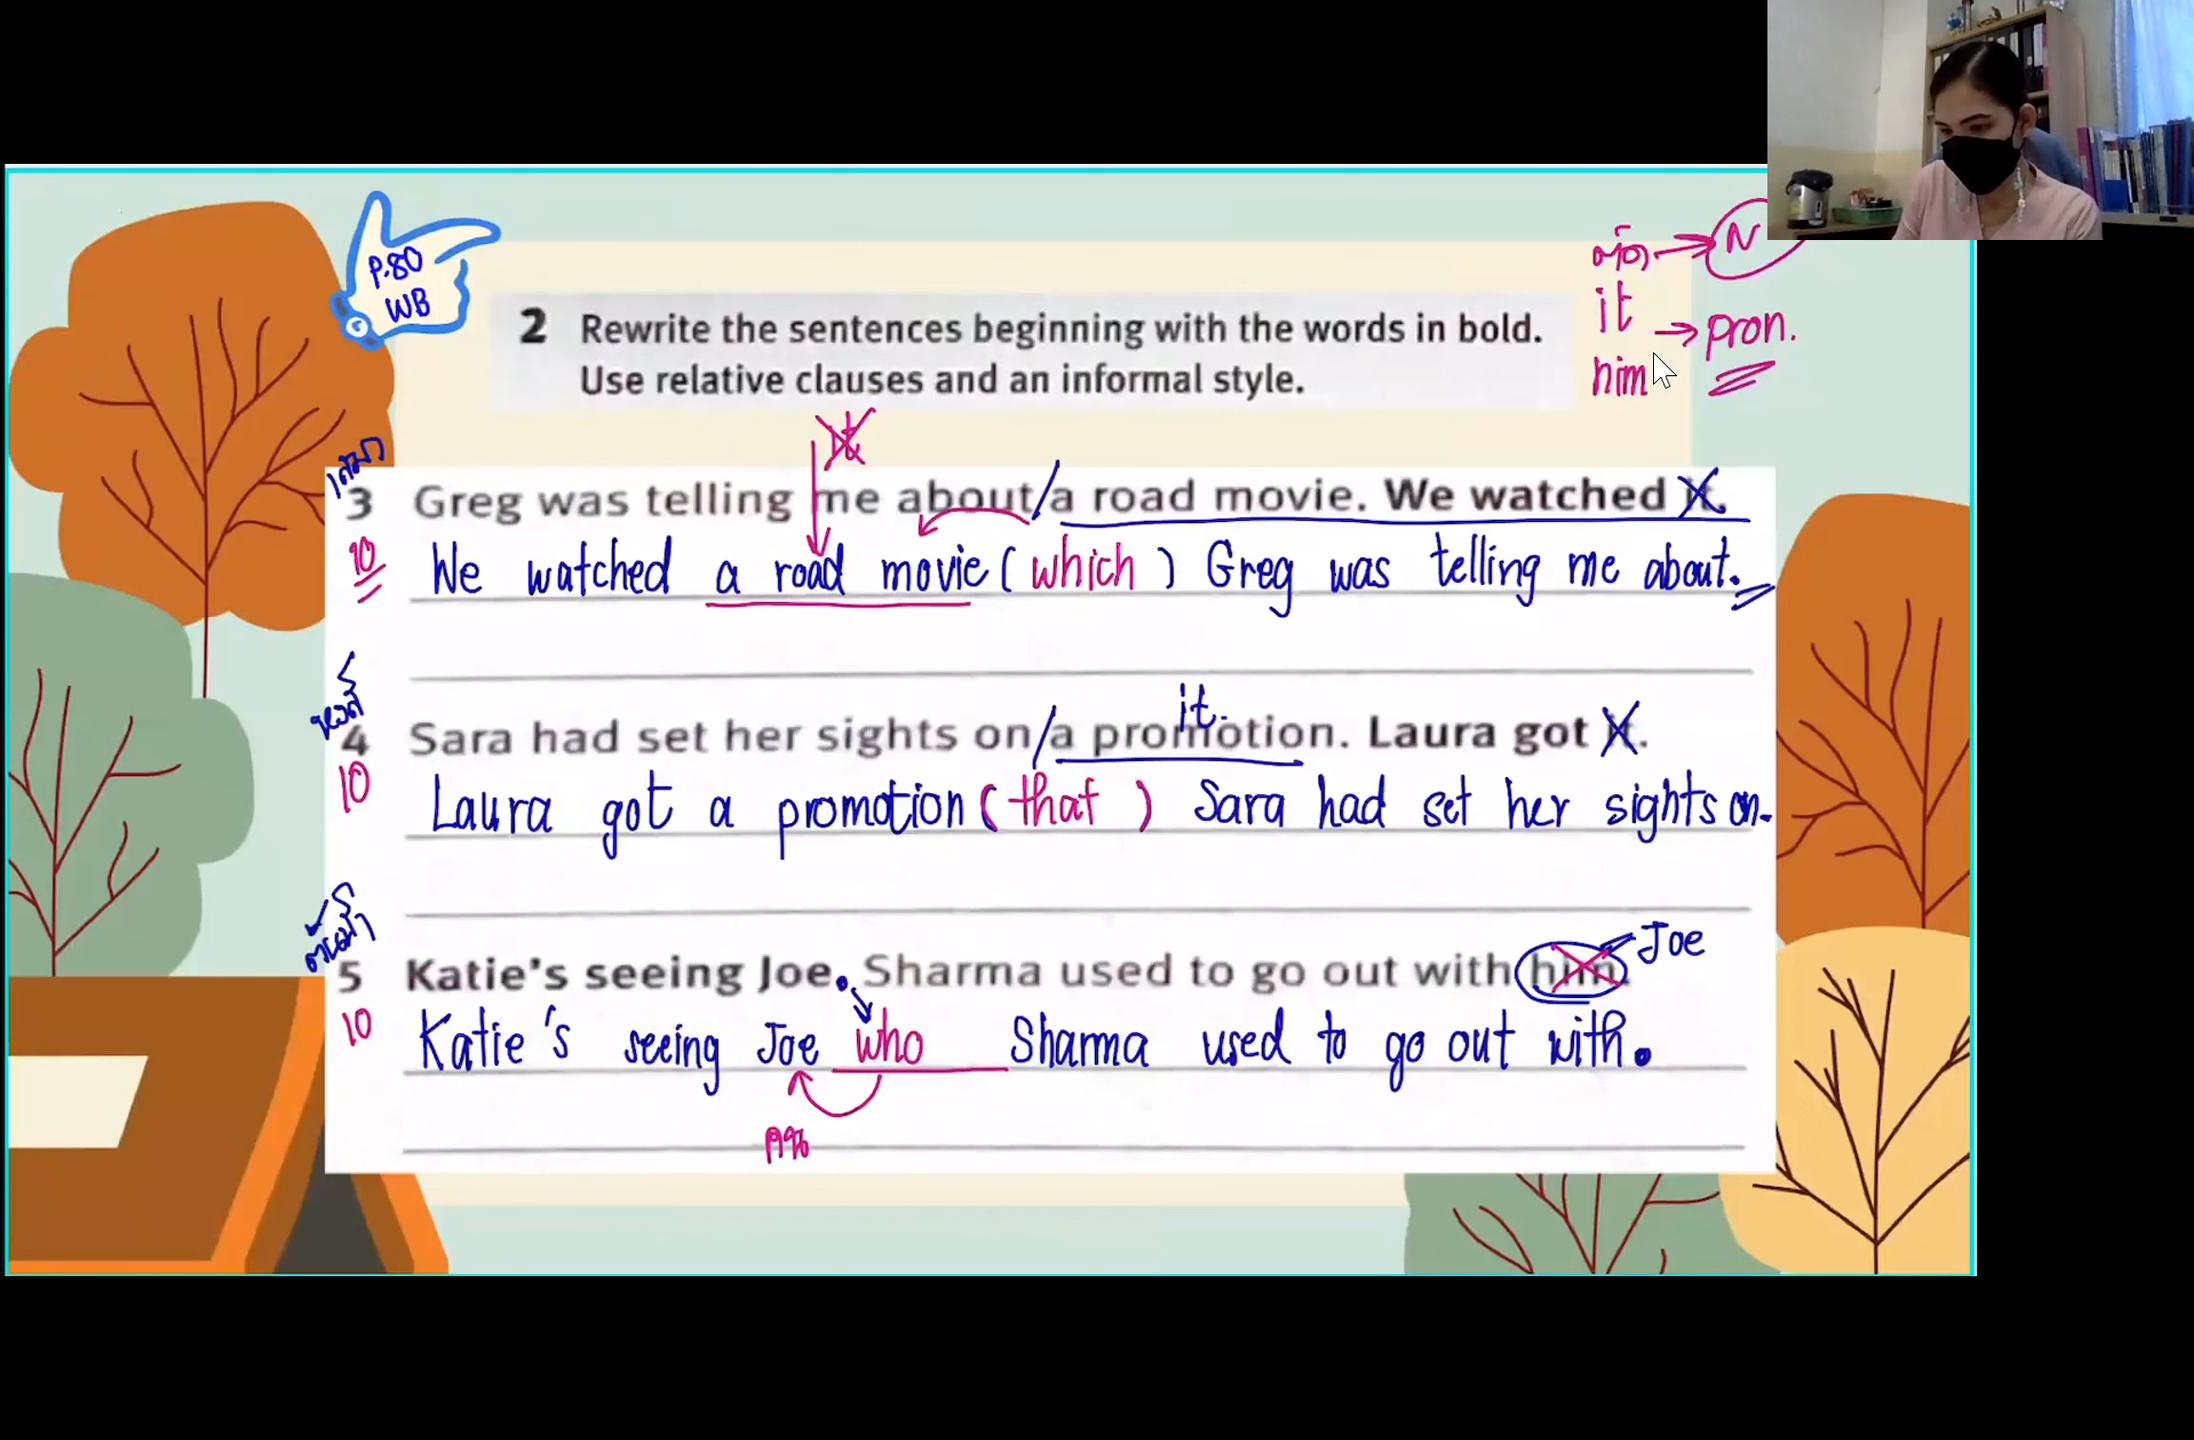 P.80
WB
N
it → pron.
him
2 Rewrite the sentences beginning with the words in bold.
Use relative clauses and an informal style.
it
3 Greg was telling me about/a road movie. We watched it.
10 We watched a road movie (which) Greg was telling me about.
it.
4 Sara had set her sights on/a promotion. Laura got it.
10 Laura got a promotion (that) Sara had set her sights on.
Joe
5 Katie's seeing Joe. Sharma used to go out with him.
10 Katie's seeing Joe who Sharma used to go out with.